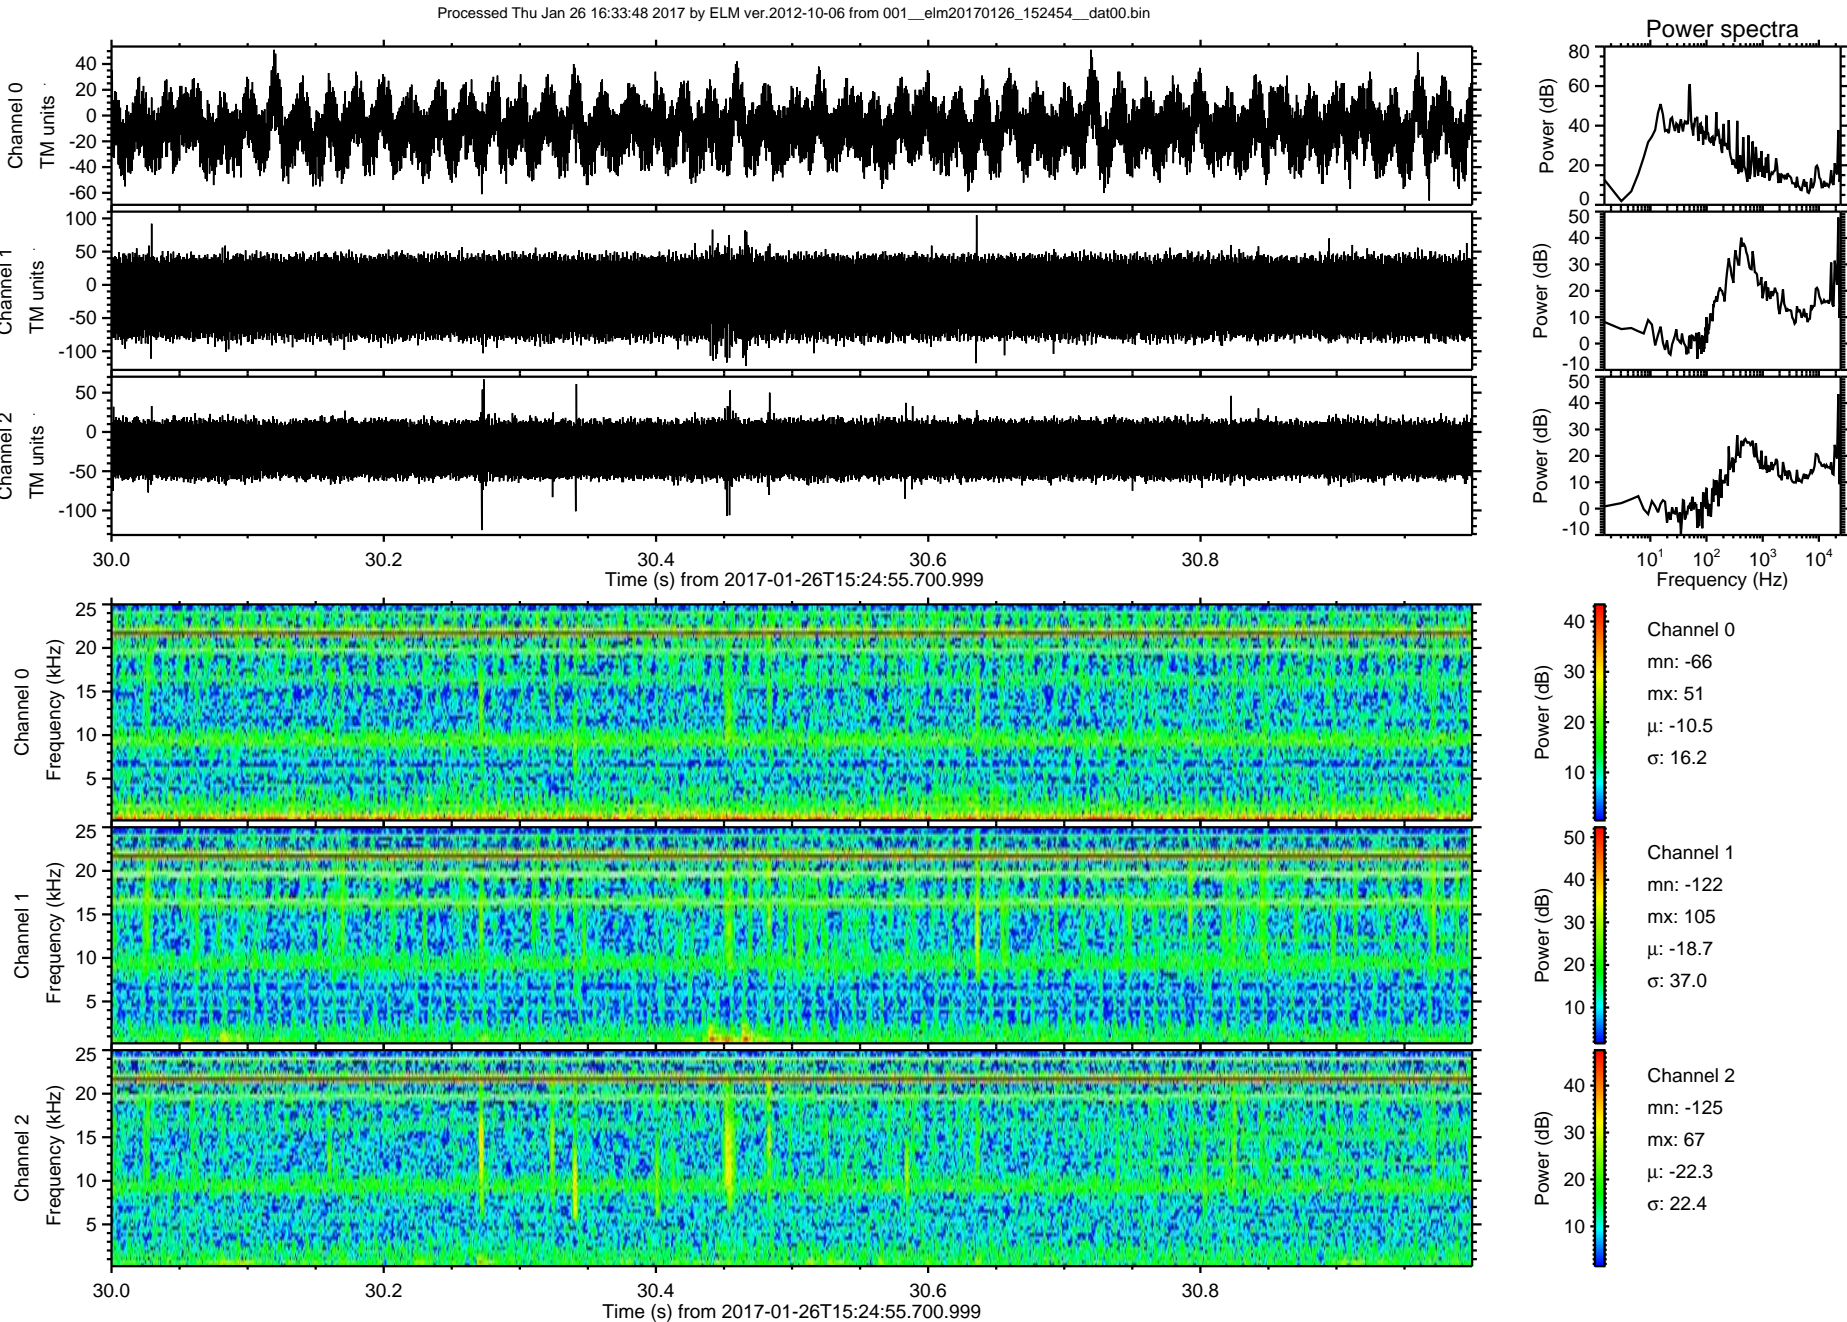 Processed Thu Jan 26 16:33:48 2017 by ELM ver.2012-10-06 from 001__elm20170126_152454__dat00.bin
Power spectra
Channel 0
TM units
40
20
0
-20
-40
-60
Power (dB)
80
60
40
20
0
Channel 1
TM units
100
50
0
-50
-100
Power (dB)
50
40
30
20
10
0
-10
Channel 2
TM units
50
0
-50
-100
Power (dB)
50
40
30
20
10
0
-10
30.0 30.2 30.4 30.6 30.8
Time (s) from 2017-01-26T15:24:55.700.999
10^1 10^2 10^3 10^4
Frequency (Hz)
Channel 0
Frequency (kHz)
25
20
15
10
5
Power (dB)
40
30
20
10
Channel 0
mn: -66
mx: 51
μ: -10.5
σ: 16.2
Channel 1
Frequency (kHz)
25
20
15
10
5
Power (dB)
50
40
30
20
10
Channel 1
mn: -122
mx: 105
μ: -18.7
σ: 37.0
Channel 2
Frequency (kHz)
25
20
15
10
5
Power (dB)
40
30
20
10
Channel 2
mn: -125
mx: 67
μ: -22.3
σ: 22.4
30.0 30.2 30.4 30.6 30.8
Time (s) from 2017-01-26T15:24:55.700.999